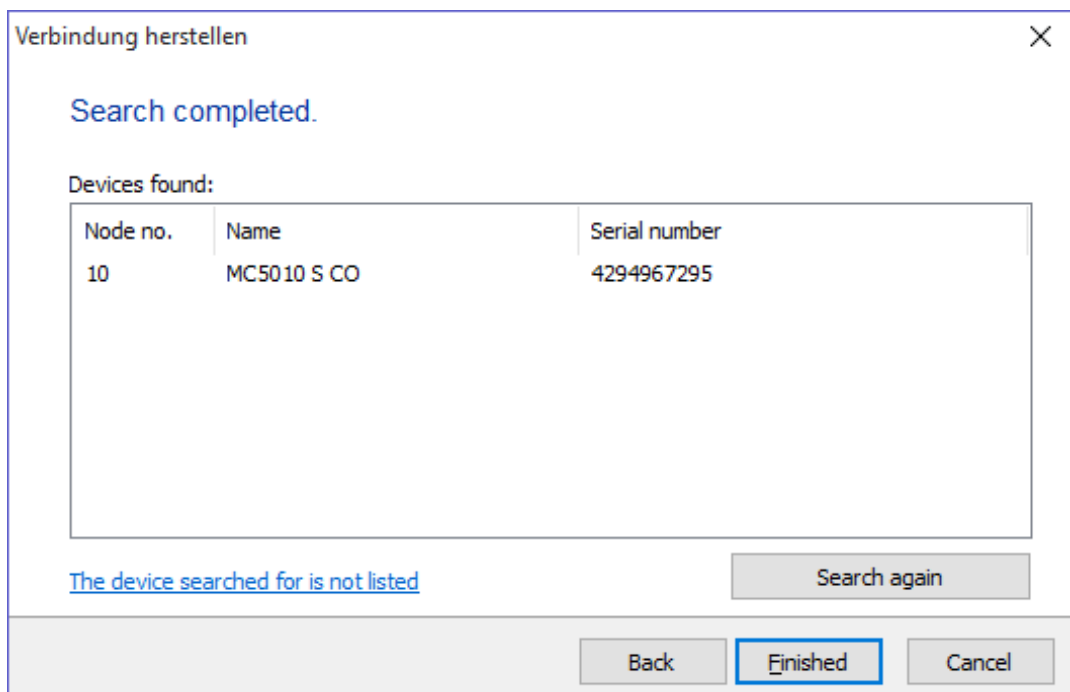 Verbindung herstellen
Search completed.
Devices found:
Node no. Name Serial number
10 MC5010 S CO 4294967295
The device searched for is not listed
Search again
Back Finished Cancel